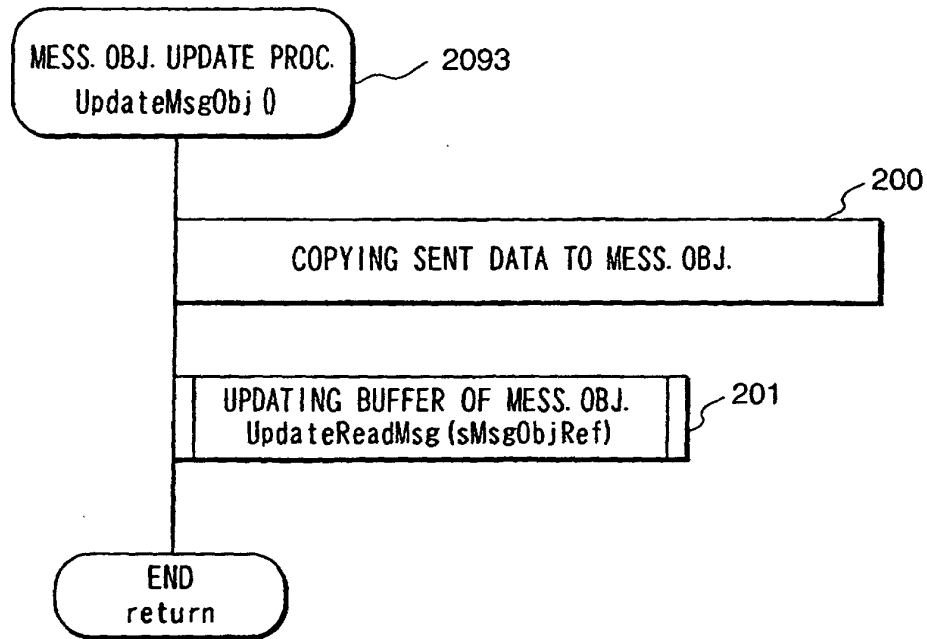 MESS. OBJ. UPDATE PROC.
UpdateMsgObj()
2093
200
COPYING SENT DATA TO MESS. OBJ.
UPDATING BUFFER OF MESS. OBJ.
UpdateReadMsg(sMsgObjRef)
201
END
return